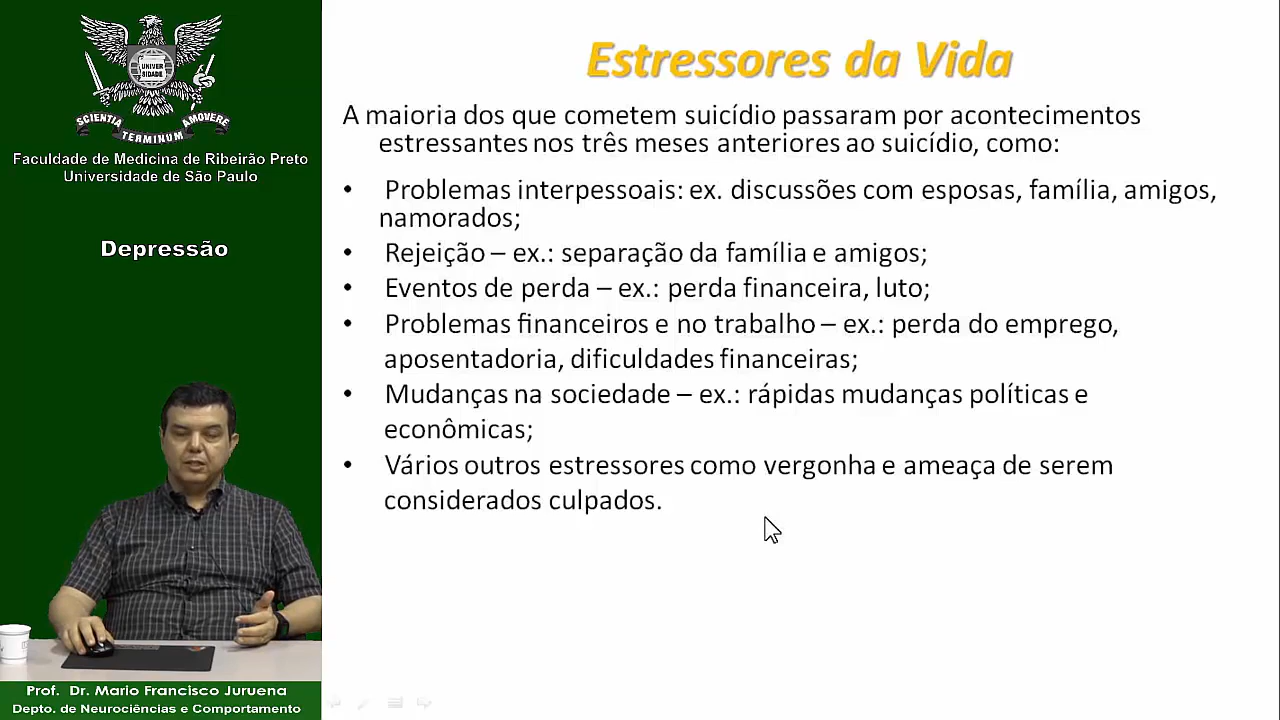 UNIVER
SIDADE
SCIENTIA
AMOVERE
TERMINUM
Faculdade de Medicina de Ribeirão Preto
Universidade de São Paulo
Depressão
Prof. Dr. Mario Francisco Juruena
Depto. de Neurociências e Comportamento
Estressores da Vida
A maioria dos que cometem suicídio passaram por acontecimentos
estressantes nos três meses anteriores ao suicídio, como:
• Problemas interpessoais: ex. discussões com esposas, família, amigos,
namorados;
• Rejeição – ex.: separação da família e amigos;
• Eventos de perda – ex.: perda financeira, luto;
• Problemas financeiros e no trabalho – ex.: perda do emprego,
aposentadoria, dificuldades financeiras;
• Mudanças na sociedade – ex.: rápidas mudanças políticas e
econômicas;
• Vários outros estressores como vergonha e ameaça de serem
considerados culpados.